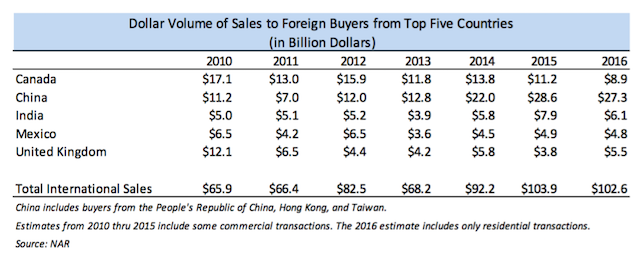 Dollar Volume of Sales to Foreign Buyers from Top Five Countries
(in Billion Dollars)
2010 2011 2012 2013 2014 2015 2016
Canada $17.1 $13.0 $15.9 $11.8 $13.8 $11.2 $8.9
China $11.2 $7.0 $12.0 $12.8 $22.0 $28.6 $27.3
India $5.0 $5.1 $5.2 $3.9 $5.8 $7.9 $6.1
Mexico $6.5 $4.2 $6.5 $3.6 $4.5 $4.9 $4.8
United Kingdom $12.1 $6.5 $4.4 $4.2 $5.8 $3.8 $5.5
Total International Sales $65.9 $66.4 $82.5 $68.2 $92.2 $103.9 $102.6
China includes buyers from the People's Republic of China, Hong Kong, and Taiwan.
Estimates from 2010 thru 2015 include some commercial transactions. The 2016 estimate includes only residential transactions.
Source: NAR